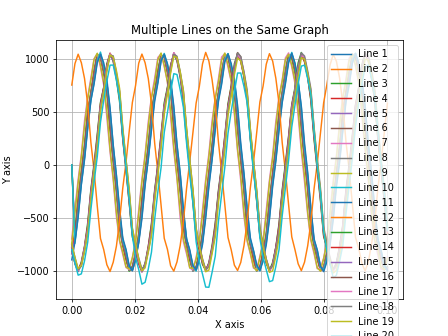 Multiple Lines on the Same Graph
Y axis
1000
500
0
−500
−1000
0.00
0.02
0.04
0.06
0.08
X axis
Line 1
Line 2
Line 3
Line 4
Line 5
Line 6
Line 7
Line 8
Line 9
Line 10
Line 11
Line 12
Line 13
Line 14
Line 15
Line 16
Line 17
Line 18
Line 19
Line 20